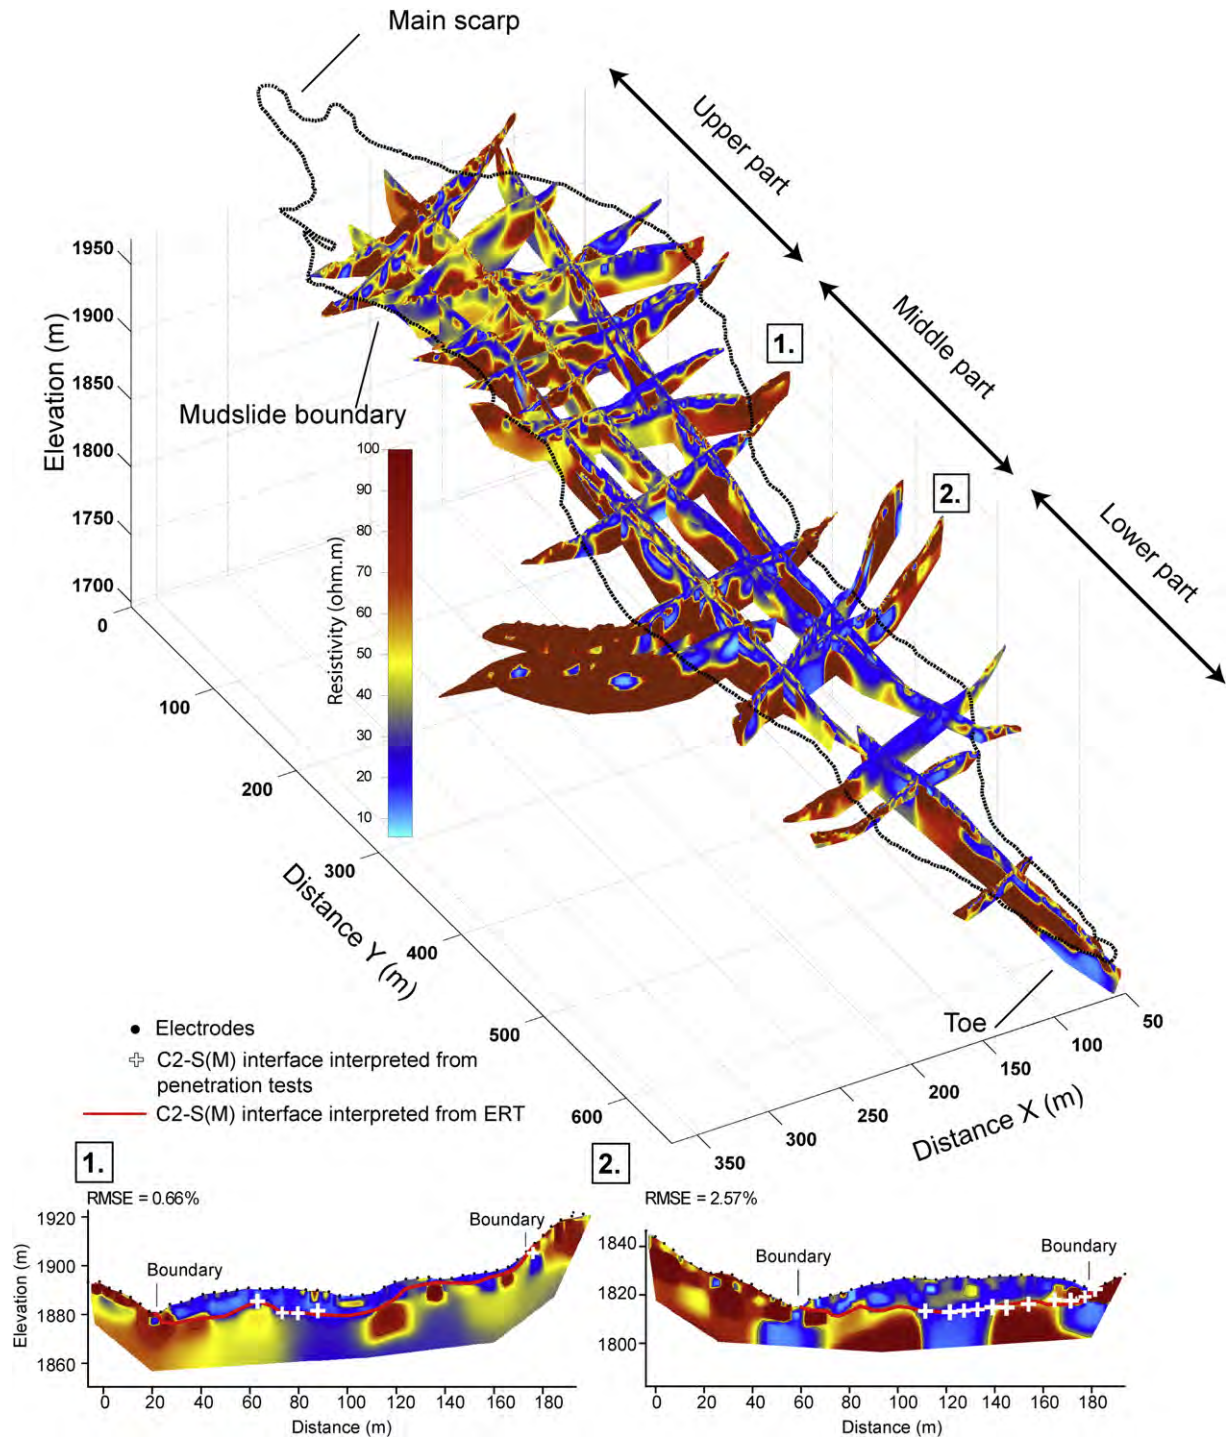 Main scarp
Upper part
Middle part
Lower part
1.
2.
Mudslide boundary
Elevation (m)
1950
1900
1850
1800
1750
1700
0
100
200
300
400
500
600
Distance Y (m)
Resistivity (ohm.m)
100
90
80
70
60
50
40
30
20
10
Toe
50
100
150
200
250
300
350
Distance X (m)
Electrodes
C2-S(M) interface interpreted from
penetration tests
C2-S(M) interface interpreted from ERT
1.
RMSE = 0.66%
Boundary
Boundary
Elevation (m)
1920
1900
1880
1860
0 20 40 60 80 100 120 140 160 180
Distance (m)
2.
RMSE = 2.57%
Boundary
Boundary
1840
1820
1800
0 20 40 60 80 100 120 140 160 180
Distance (m)